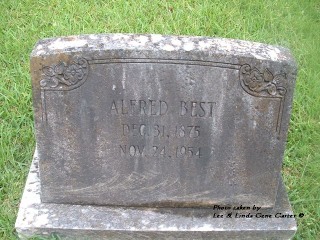 ALFRED BEST
DEC. 31, 1875
NOV. 24, 1954
Photo taken by
Lee & Linda Gene Carter ©